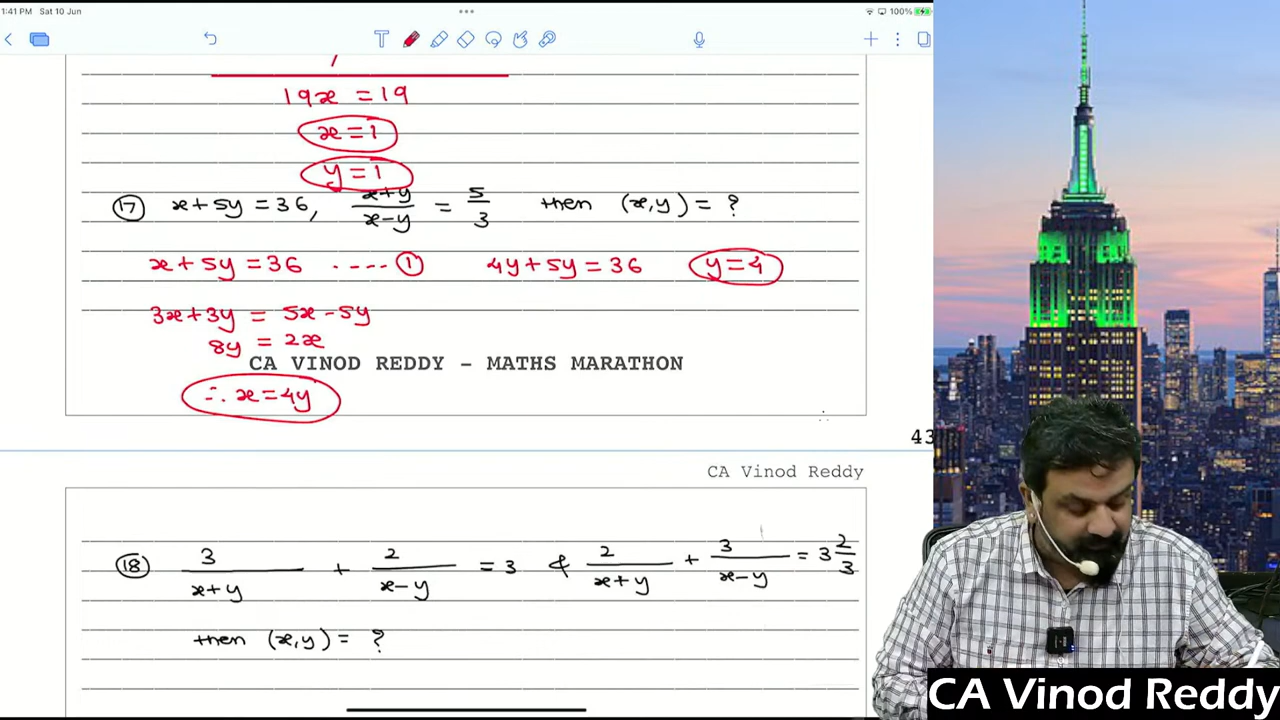 1:41 PM Sat 10 Jun
100%
T
19x = 19
x = 1
y = 1
17 x + 5y = 36, (x+y)/(x-y) = 5/3 then (x,y) = ?
x + 5y = 36 ..... 1 4y + 5y = 36 y = 4
3x + 3y = 5x - 5y
8y = 2x
CA VINOD REDDY - MATHS MARATHON
∴ x = 4y
43
CA Vinod Reddy
18 3/(x+y) + 2/(x-y) = 3 & 2/(x+y) + 3/(x-y) = 3 2/3
then (x,y) = ?
CA Vinod Reddy